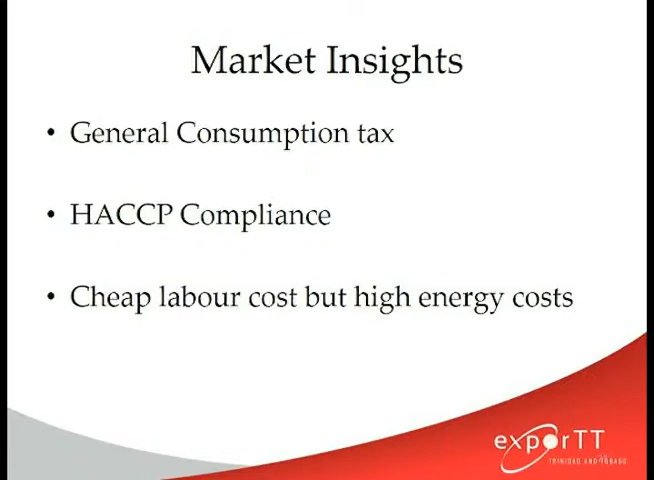 Market Insights
• General Consumption tax
• HACCP Compliance
• Cheap labour cost but high energy costs
exporTT
TRINIDAD AND TOBAGO